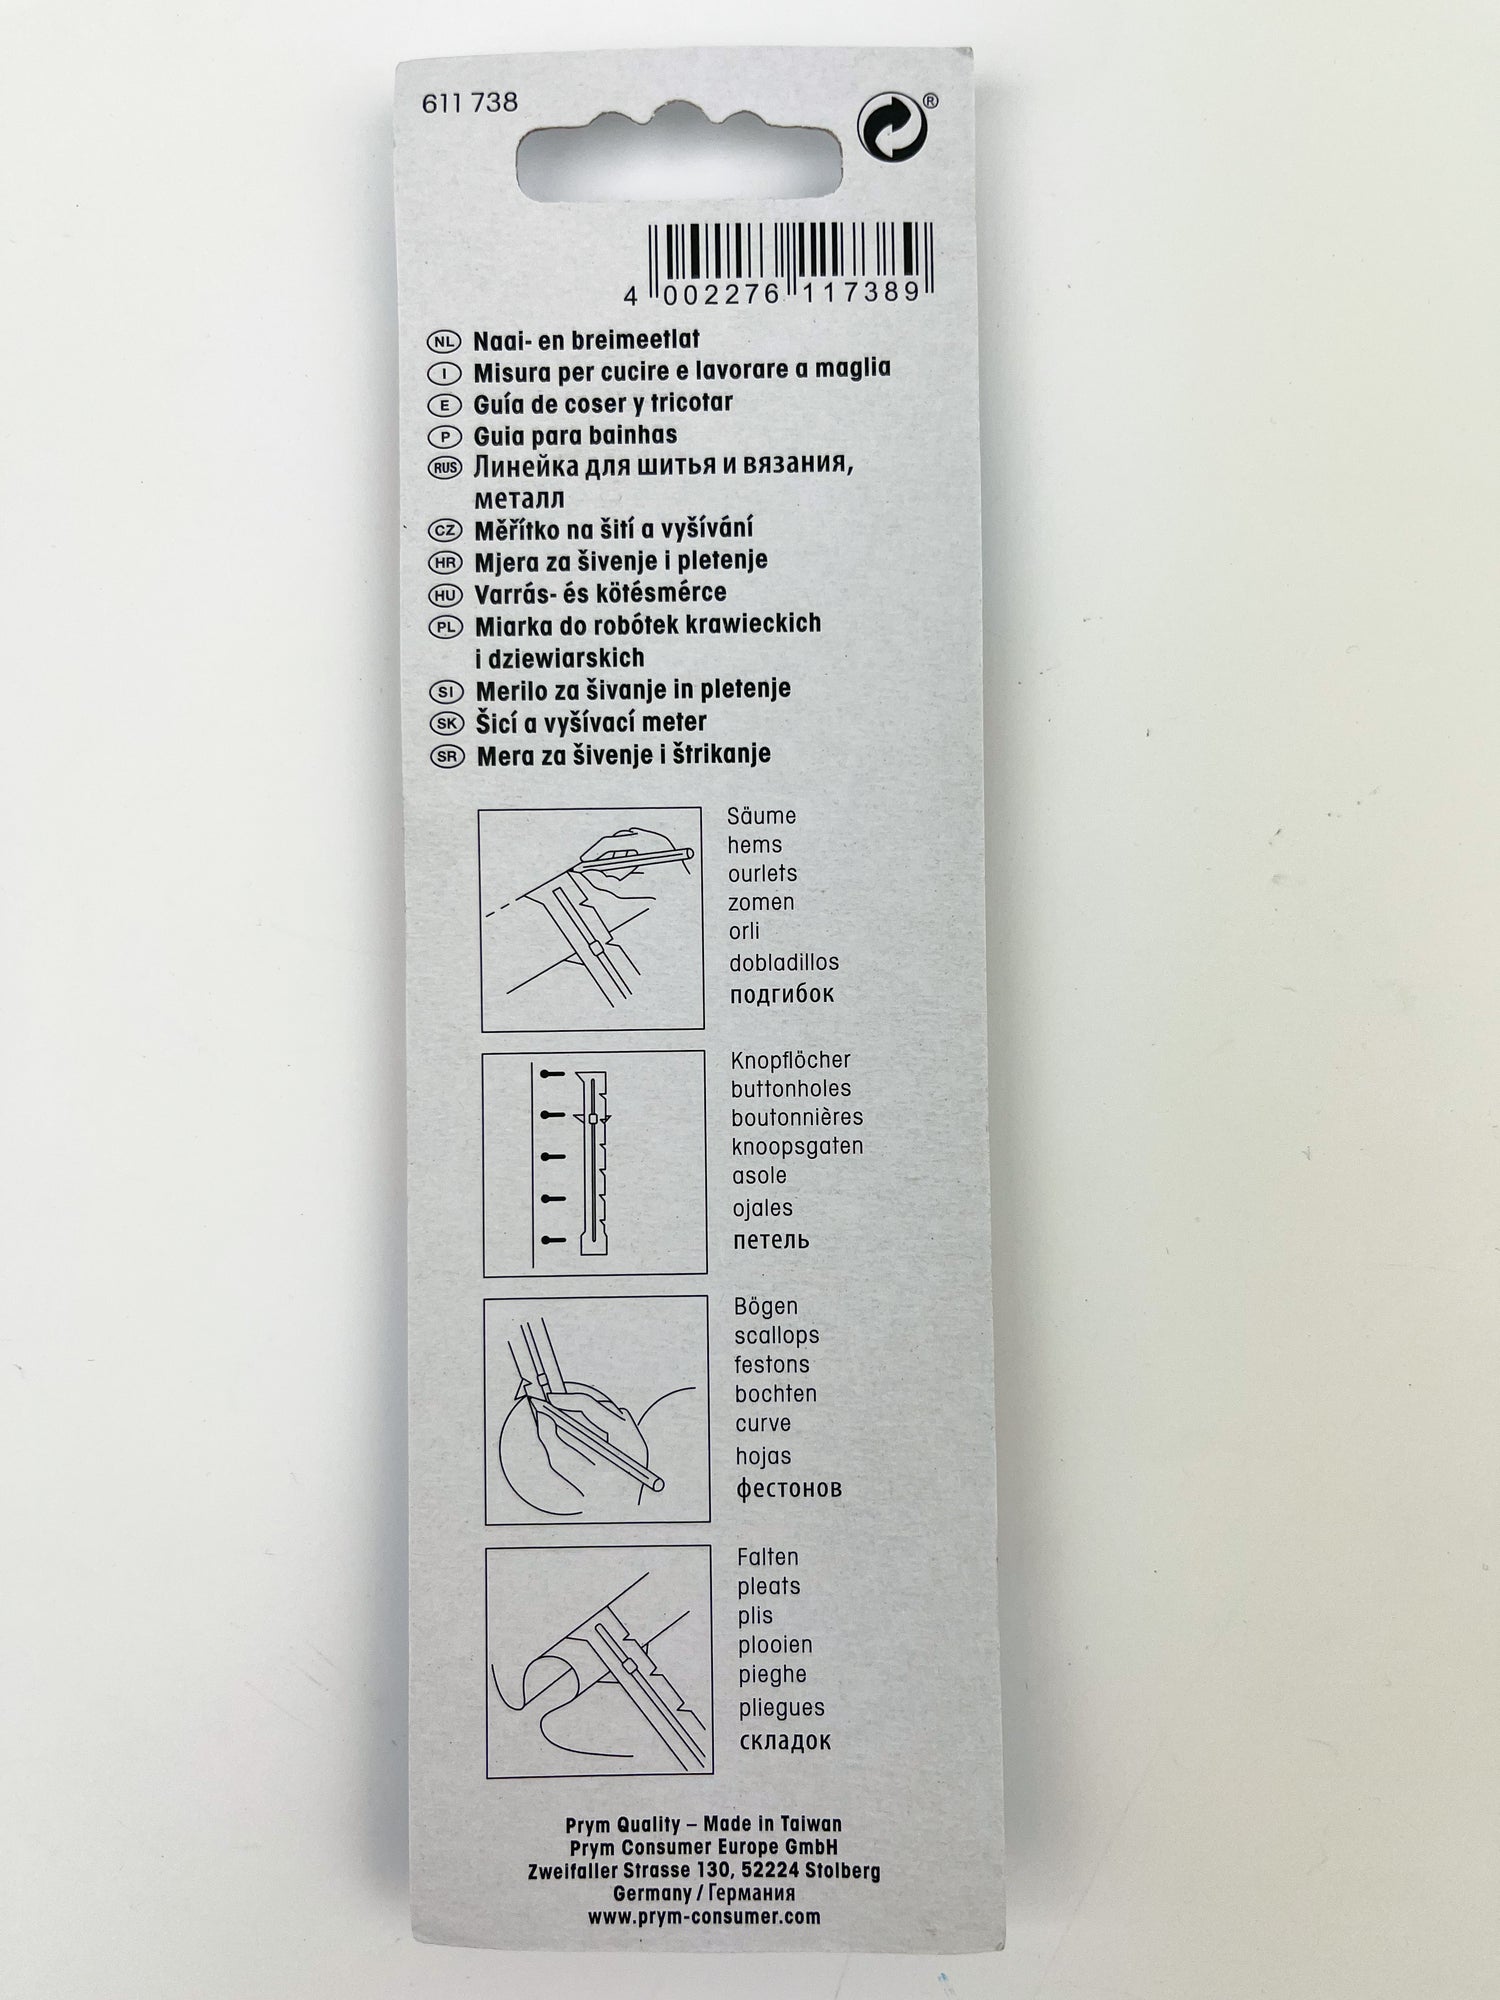 611 738
®
4 002276 117389
NL Naai- en breimeetlat
I Misura per cucire e lavorare a maglia
E Guía de coser y tricotar
P Guia para bainhas
RUS Линейка для шитья и вязания,
металл
CZ Měřítko na šití a vyšívání
HR Mjera za šivenje i pletenje
HU Varrás- és kötésmérce
PL Miarka do robótek krawieckich
i dziewiarskich
SI Merilo za šivanje in pletenje
SK Šicí a vyšívací meter
SR Mera za šivenje i štrikanje
Säume
hems
ourlets
zomen
orli
dobladillos
подгибок
Knopflöcher
buttonholes
boutonnières
knoopsgaten
asole
ojales
петель
Bögen
scallops
festons
bochten
curve
hojas
фестонов
Falten
pleats
plis
plooien
pieghe
pliegues
складок
Prym Quality – Made in Taiwan
Prym Consumer Europe GmbH
Zweifaller Strasse 130, 52224 Stolberg
Germany / Германия
www.prym-consumer.com